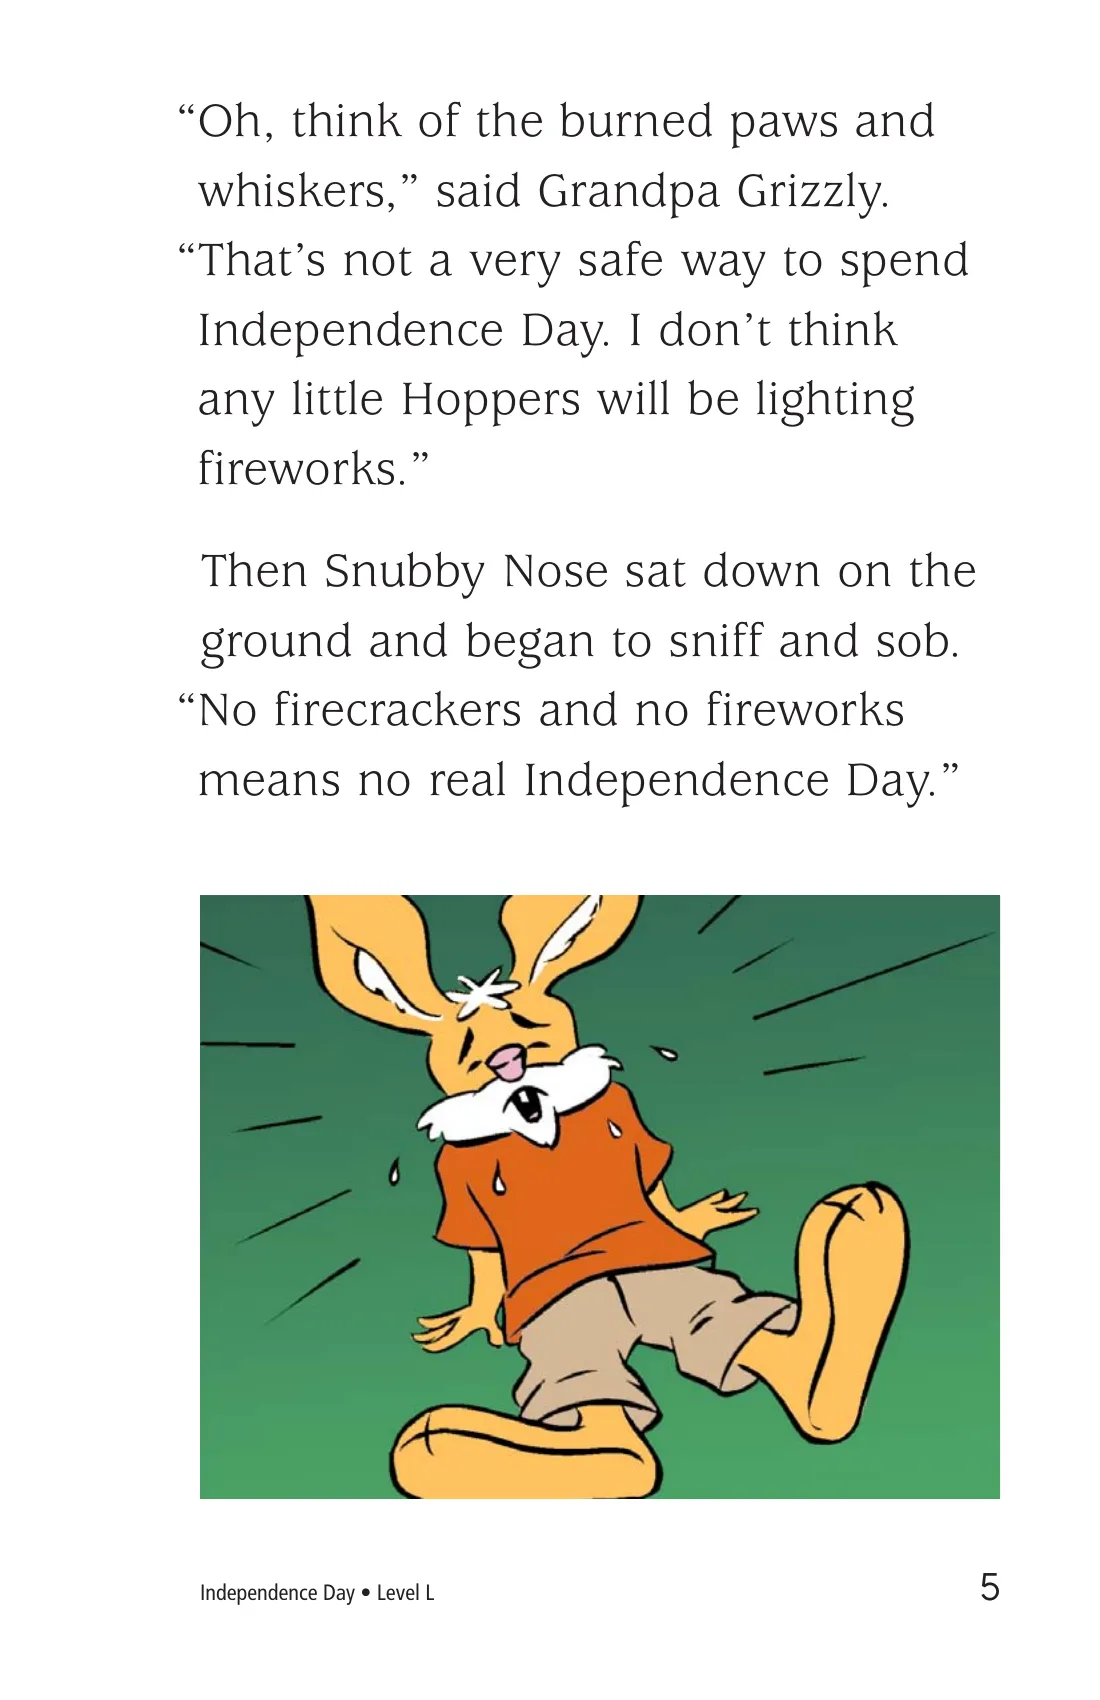 “Oh, think of the burned paws and
whiskers,” said Grandpa Grizzly.
“That’s not a very safe way to spend
Independence Day. I don’t think
any little Hoppers will be lighting
fireworks.”
Then Snubby Nose sat down on the
ground and began to sniff and sob.
“No firecrackers and no fireworks
means no real Independence Day.”
Independence Day • Level L
5